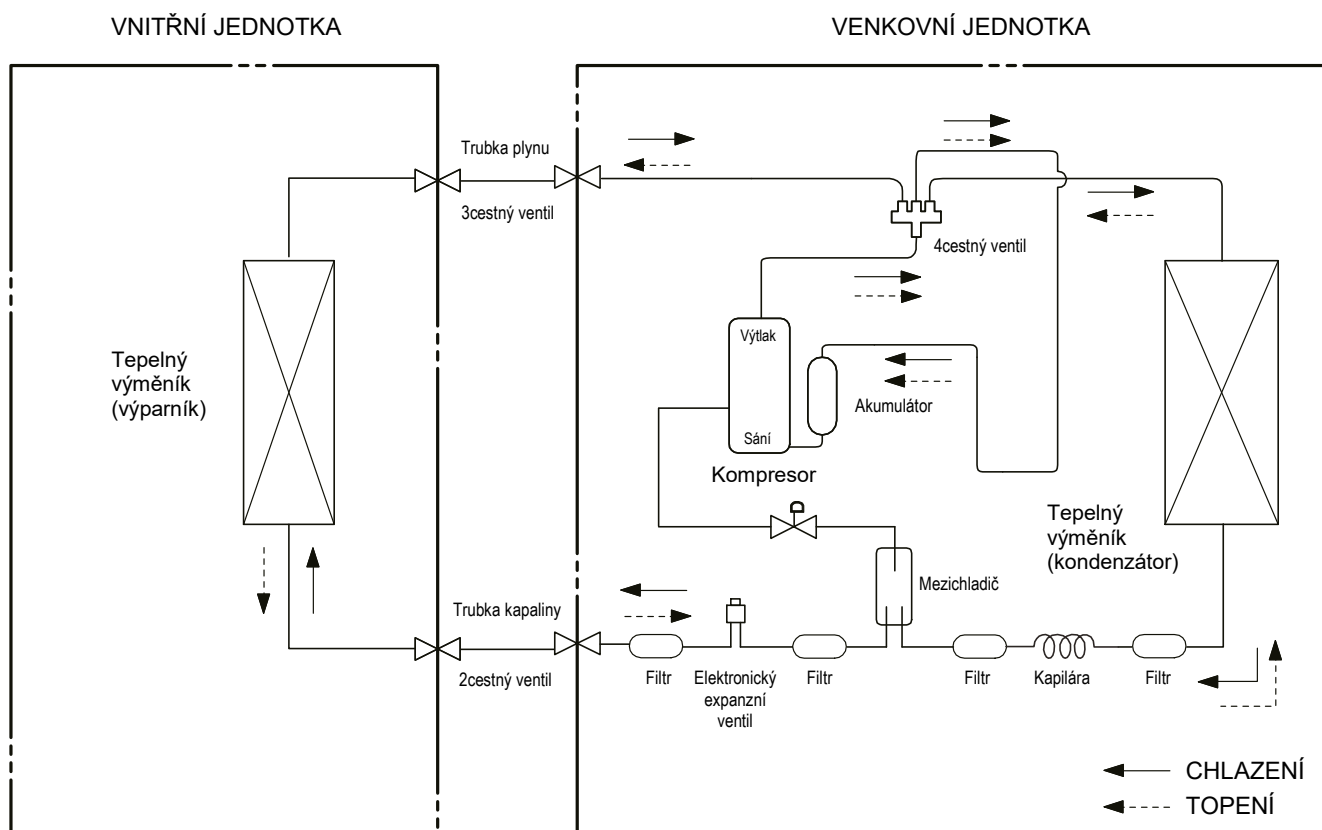 VNITŘNÍ JEDNOTKA
VENKOVNÍ JEDNOTKA
Trubka plynu
3cestný ventil
4cestný ventil
Výtlak
Tepelný
výměník
(výparník)
Akumulátor
Sání
Kompresor
Tepelný
výměník
(kondenzátor)
Mezichladič
Trubka kapaliny
2cestný ventil
Filtr
Elektronický
expanzní
ventil
Filtr
Filtr
Kapilára
Filtr
CHLAZENÍ
TOPENÍ